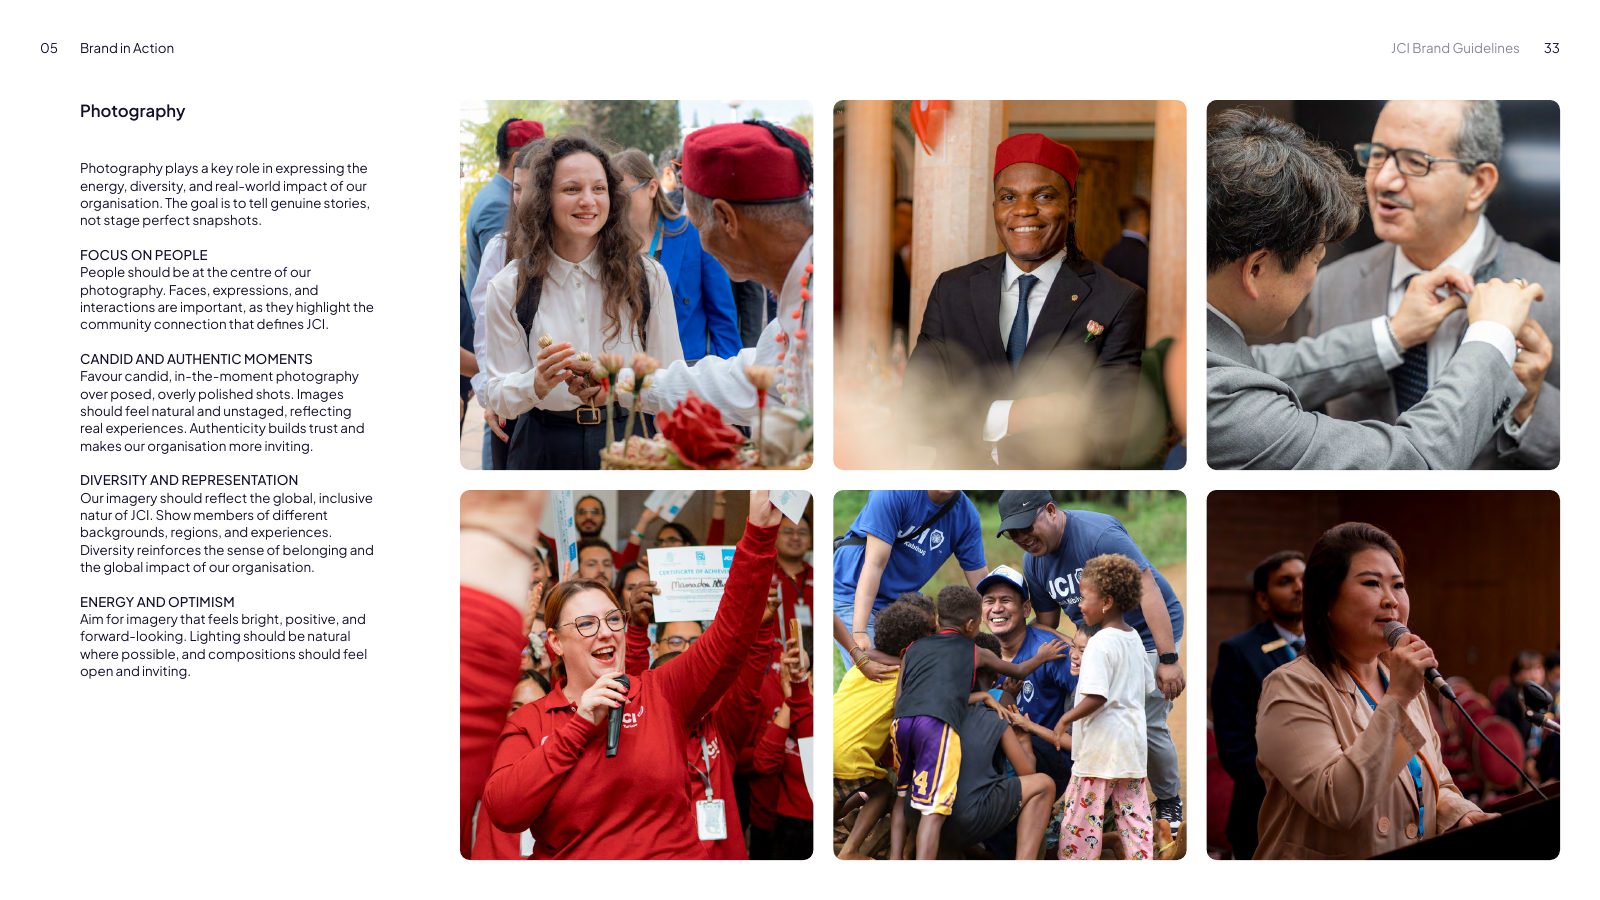 05 Brand in Action
JCI Brand Guidelines 33
Photography
Photography plays a key role in expressing the
energy, diversity, and real-world impact of our
organisation. The goal is to tell genuine stories,
not stage perfect snapshots.
FOCUS ON PEOPLE
People should be at the centre of our
photography. Faces, expressions, and
interactions are important, as they highlight the
community connection that defines JCI.
CANDID AND AUTHENTIC MOMENTS
Favour candid, in-the-moment photography
over posed, overly polished shots. Images
should feel natural and unstaged, reflecting
real experiences. Authenticity builds trust and
makes our organisation more inviting.
DIVERSITY AND REPRESENTATION
Our imagery should reflect the global, inclusive
natur of JCI. Show members of different
backgrounds, regions, and experiences.
Diversity reinforces the sense of belonging and
the global impact of our organisation.
ENERGY AND OPTIMISM
Aim for imagery that feels bright, positive, and
forward-looking. Lighting should be natural
where possible, and compositions should feel
open and inviting.
CERTIFICATE OF
JCI
JCI
JCI